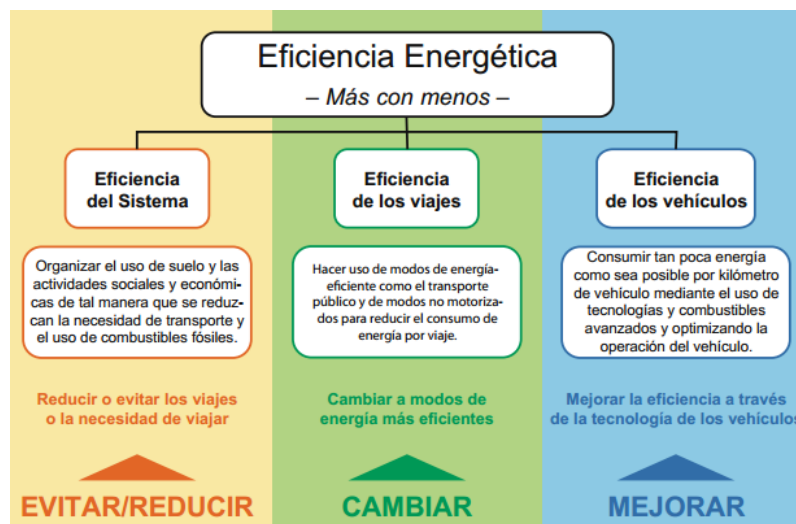 Eficiencia Energética
– Más con menos –
Eficiencia
del Sistema
Organizar el uso de suelo y las
actividades sociales y económi-
cas de tal manera que se reduz-
can la necesidad de transporte y
el uso de combustibles fósiles.
Reducir o evitar los viajes
o la necesidad de viajar
EVITAR/REDUCIR
Eficiencia
de los viajes
Hacer uso de modos de energía-
eficiente como el transporte
público y de modos no motoriza-
dos para reducir el consumo de
energía por viaje.
Cambiar a modos de
energía más eficientes
CAMBIAR
Eficiencia
de los vehículos
Consumir tan poca energía
como sea posible por kilómetro
de vehículo mediante el uso de
tecnologías y combustibles
avanzados y optimizando la
operación del vehículo.
Mejorar la eficiencia a través
de la tecnología de los vehículos
MEJORAR